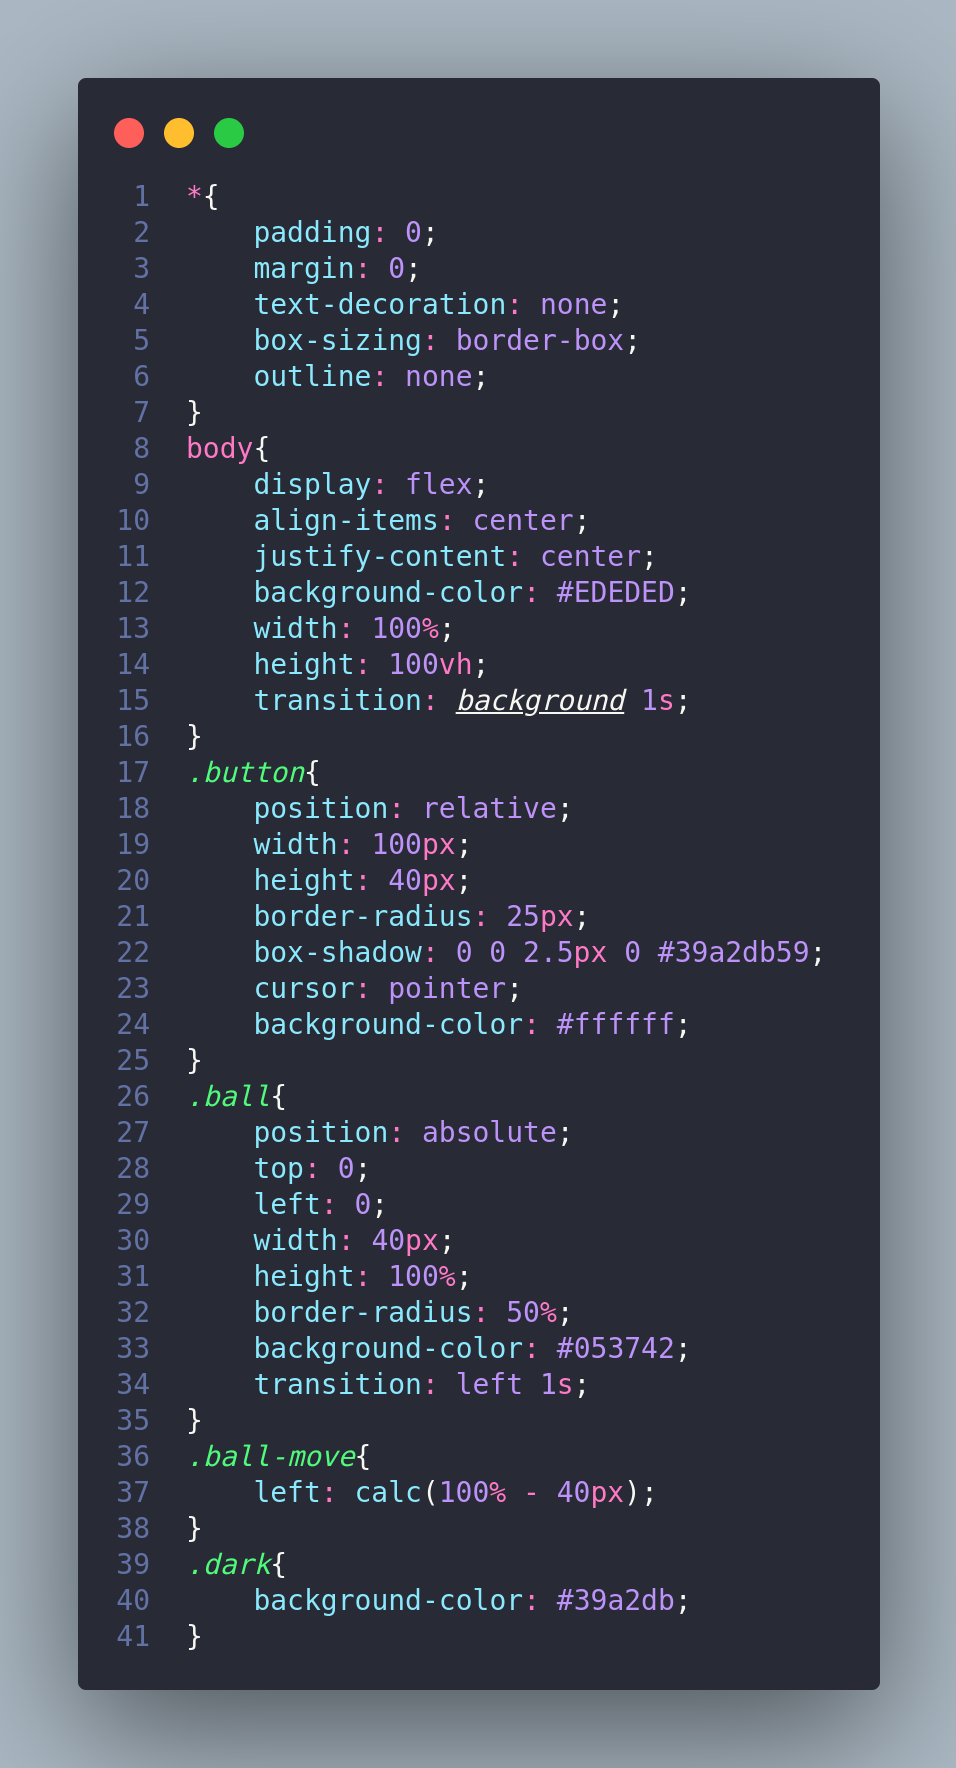 1 *{
2     padding: 0;
3     margin: 0;
4     text-decoration: none;
5     box-sizing: border-box;
6     outline: none;
7 }
8 body{
9     display: flex;
10     align-items: center;
11     justify-content: center;
12     background-color: #EDEDED;
13     width: 100%;
14     height: 100vh;
15     transition: background 1s;
16 }
17 .button{
18     position: relative;
19     width: 100px;
20     height: 40px;
21     border-radius: 25px;
22     box-shadow: 0 0 2.5px 0 #39a2db59;
23     cursor: pointer;
24     background-color: #ffffff;
25 }
26 .ball{
27     position: absolute;
28     top: 0;
29     left: 0;
30     width: 40px;
31     height: 100%;
32     border-radius: 50%;
33     background-color: #053742;
34     transition: left 1s;
35 }
36 .ball-move{
37     left: calc(100% - 40px);
38 }
39 .dark{
40     background-color: #39a2db;
41 }